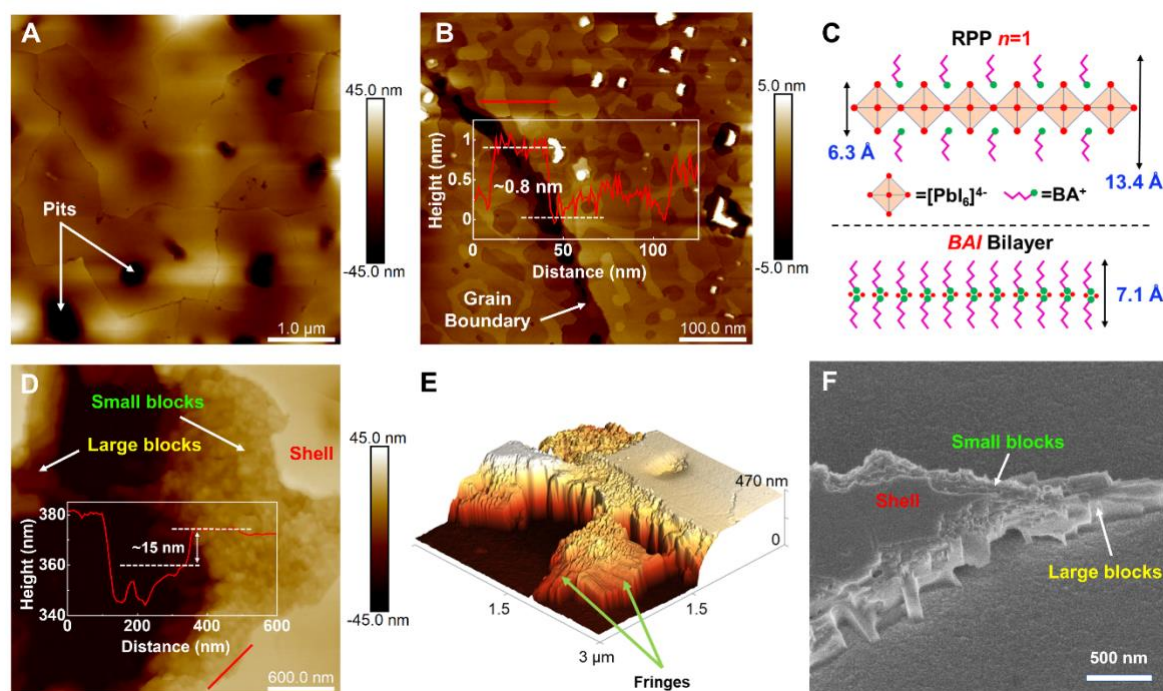 A
Pits
1.0 µm
45.0 nm
-45.0 nm
B
Height (nm)
1
0.5
0
~0.8 nm
0 50 100
Distance (nm)
Grain
Boundary
100.0 nm
5.0 nm
-5.0 nm
C
RPP n=1
6.3 Å
13.4 Å
=[PbI6]4-
=BA+
BAI Bilayer
7.1 Å
D
Small blocks
Large blocks
Shell
Height (nm)
380
360
340
~15 nm
0 200 400 600
Distance (nm)
600.0 nm
45.0 nm
-45.0 nm
E
470 nm
0
1.5
1.5
3 µm
Fringes
F
Small blocks
Shell
Large blocks
500 nm